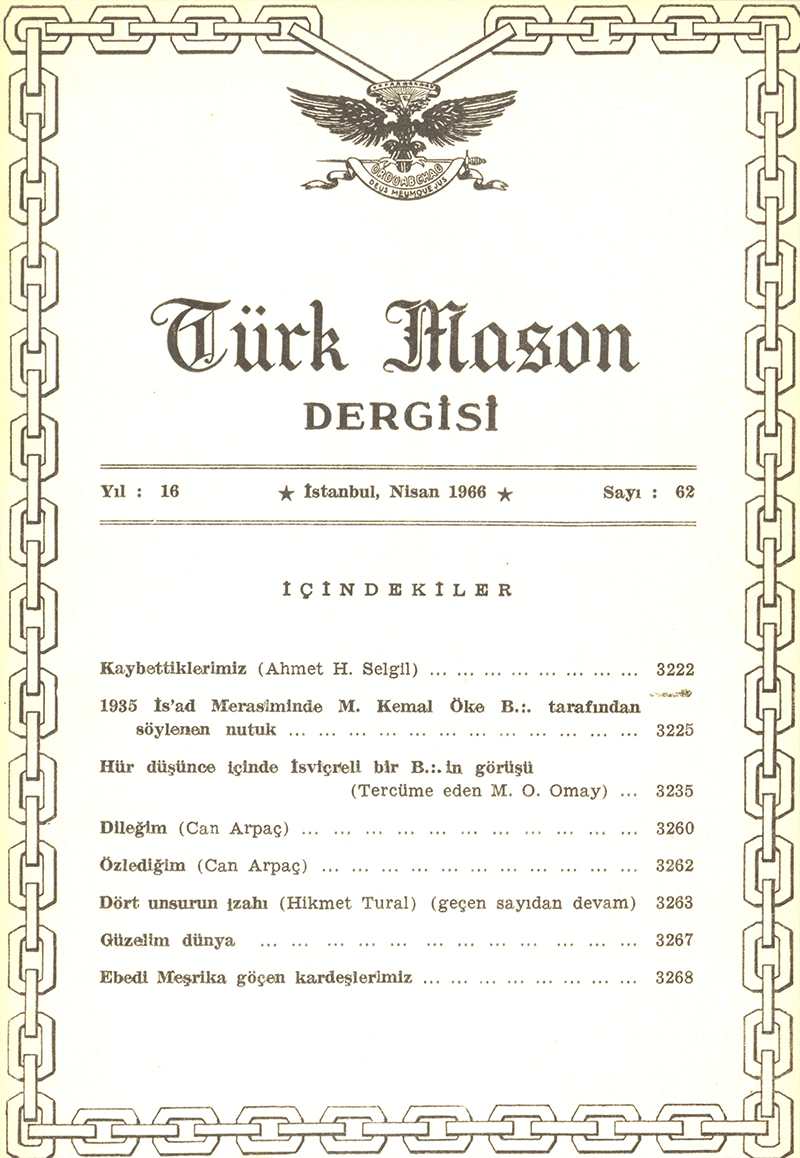 ORDO AB CHAO
DEUS MEUMQUE JUS
Türk Mason
DERGİSİ
Yıl : 16 ★ İstanbul, Nisan 1966 ★ Sayı : 62
İÇİNDEKİLER
Kaybettiklerimiz (Ahmet H. Selgil) ... ... ... ... ... ... ... ... 3222
1935 İs'ad Merasiminde M. Kemal Öke B.:. tarafından
söylenen nutuk ... ... ... ... ... ... ... ... ... ... ... ... ... 3225
Hür düşünce içinde İsviçreli bir B.:. in görüşü
(Tercüme eden M. O. Omay) ... 3235
Dileğim (Can Arpaç) ... ... ... ... ... ... ... ... ... ... ... 3260
Özlediğim (Can Arpaç) ... ... ... ... ... ... ... ... ... ... ... 3262
Dört unsurun izahı (Hikmet Tural) (geçen sayıdan devam) 3263
Güzelim dünya ... ... ... ... ... ... ... ... ... ... ... ... ... 3267
Ebedi Meşrika göçen kardeşlerimiz ... ... ... ... ... ... ... ... 3268